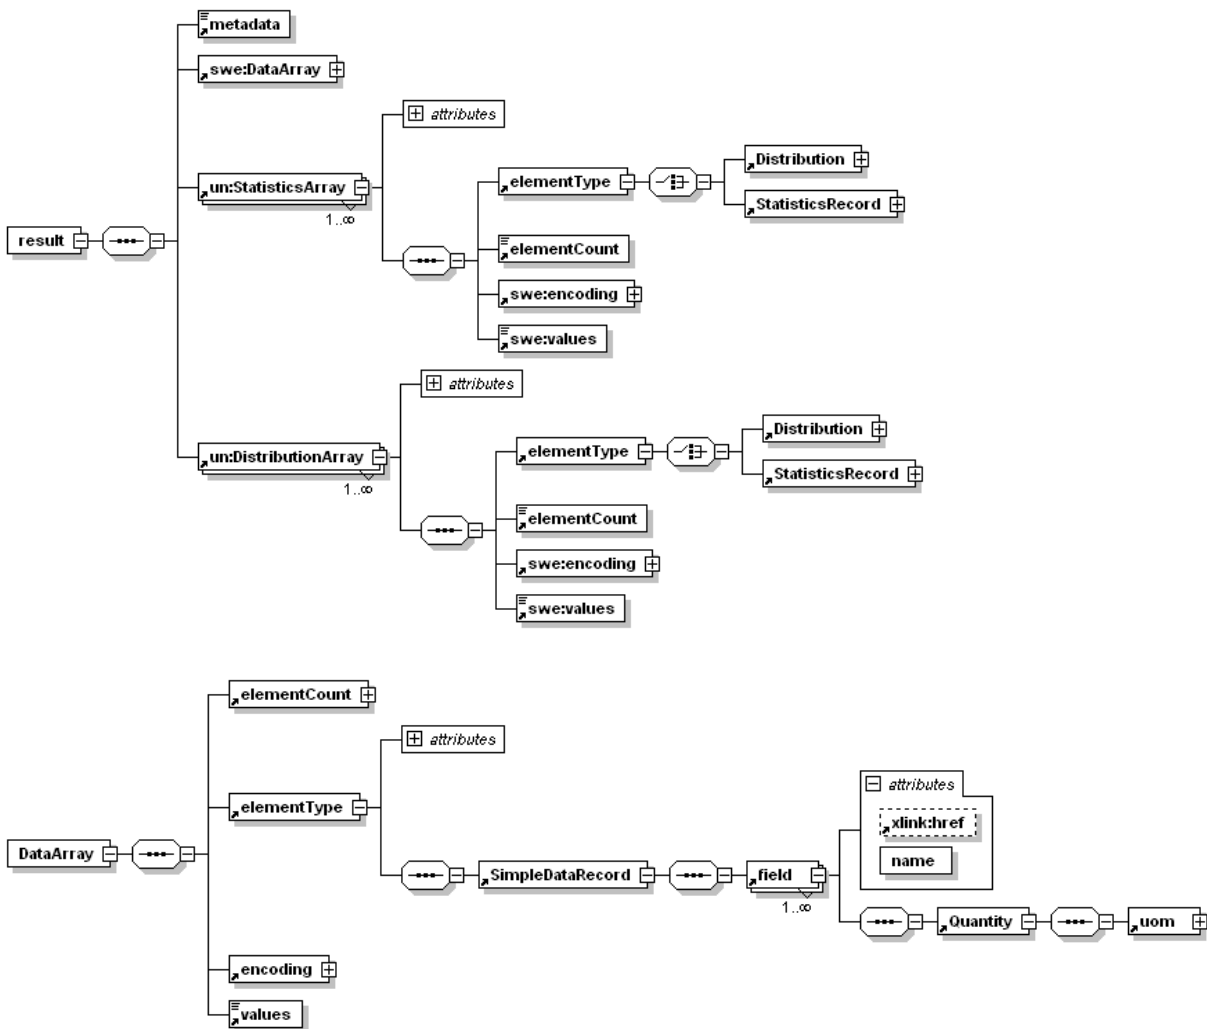 metadata
swe:DataArray
attributes
un:StatisticsArray
1..∞
elementType
Distribution
StatisticsRecord
result
elementCount
swe:encoding
swe:values
attributes
un:DistributionArray
1..∞
elementType
Distribution
StatisticsRecord
elementCount
swe:encoding
swe:values
elementCount
attributes
elementType
DataArray
SimpleDataRecord
field
1..∞
attributes
xlink:href
name
Quantity
uom
encoding
values